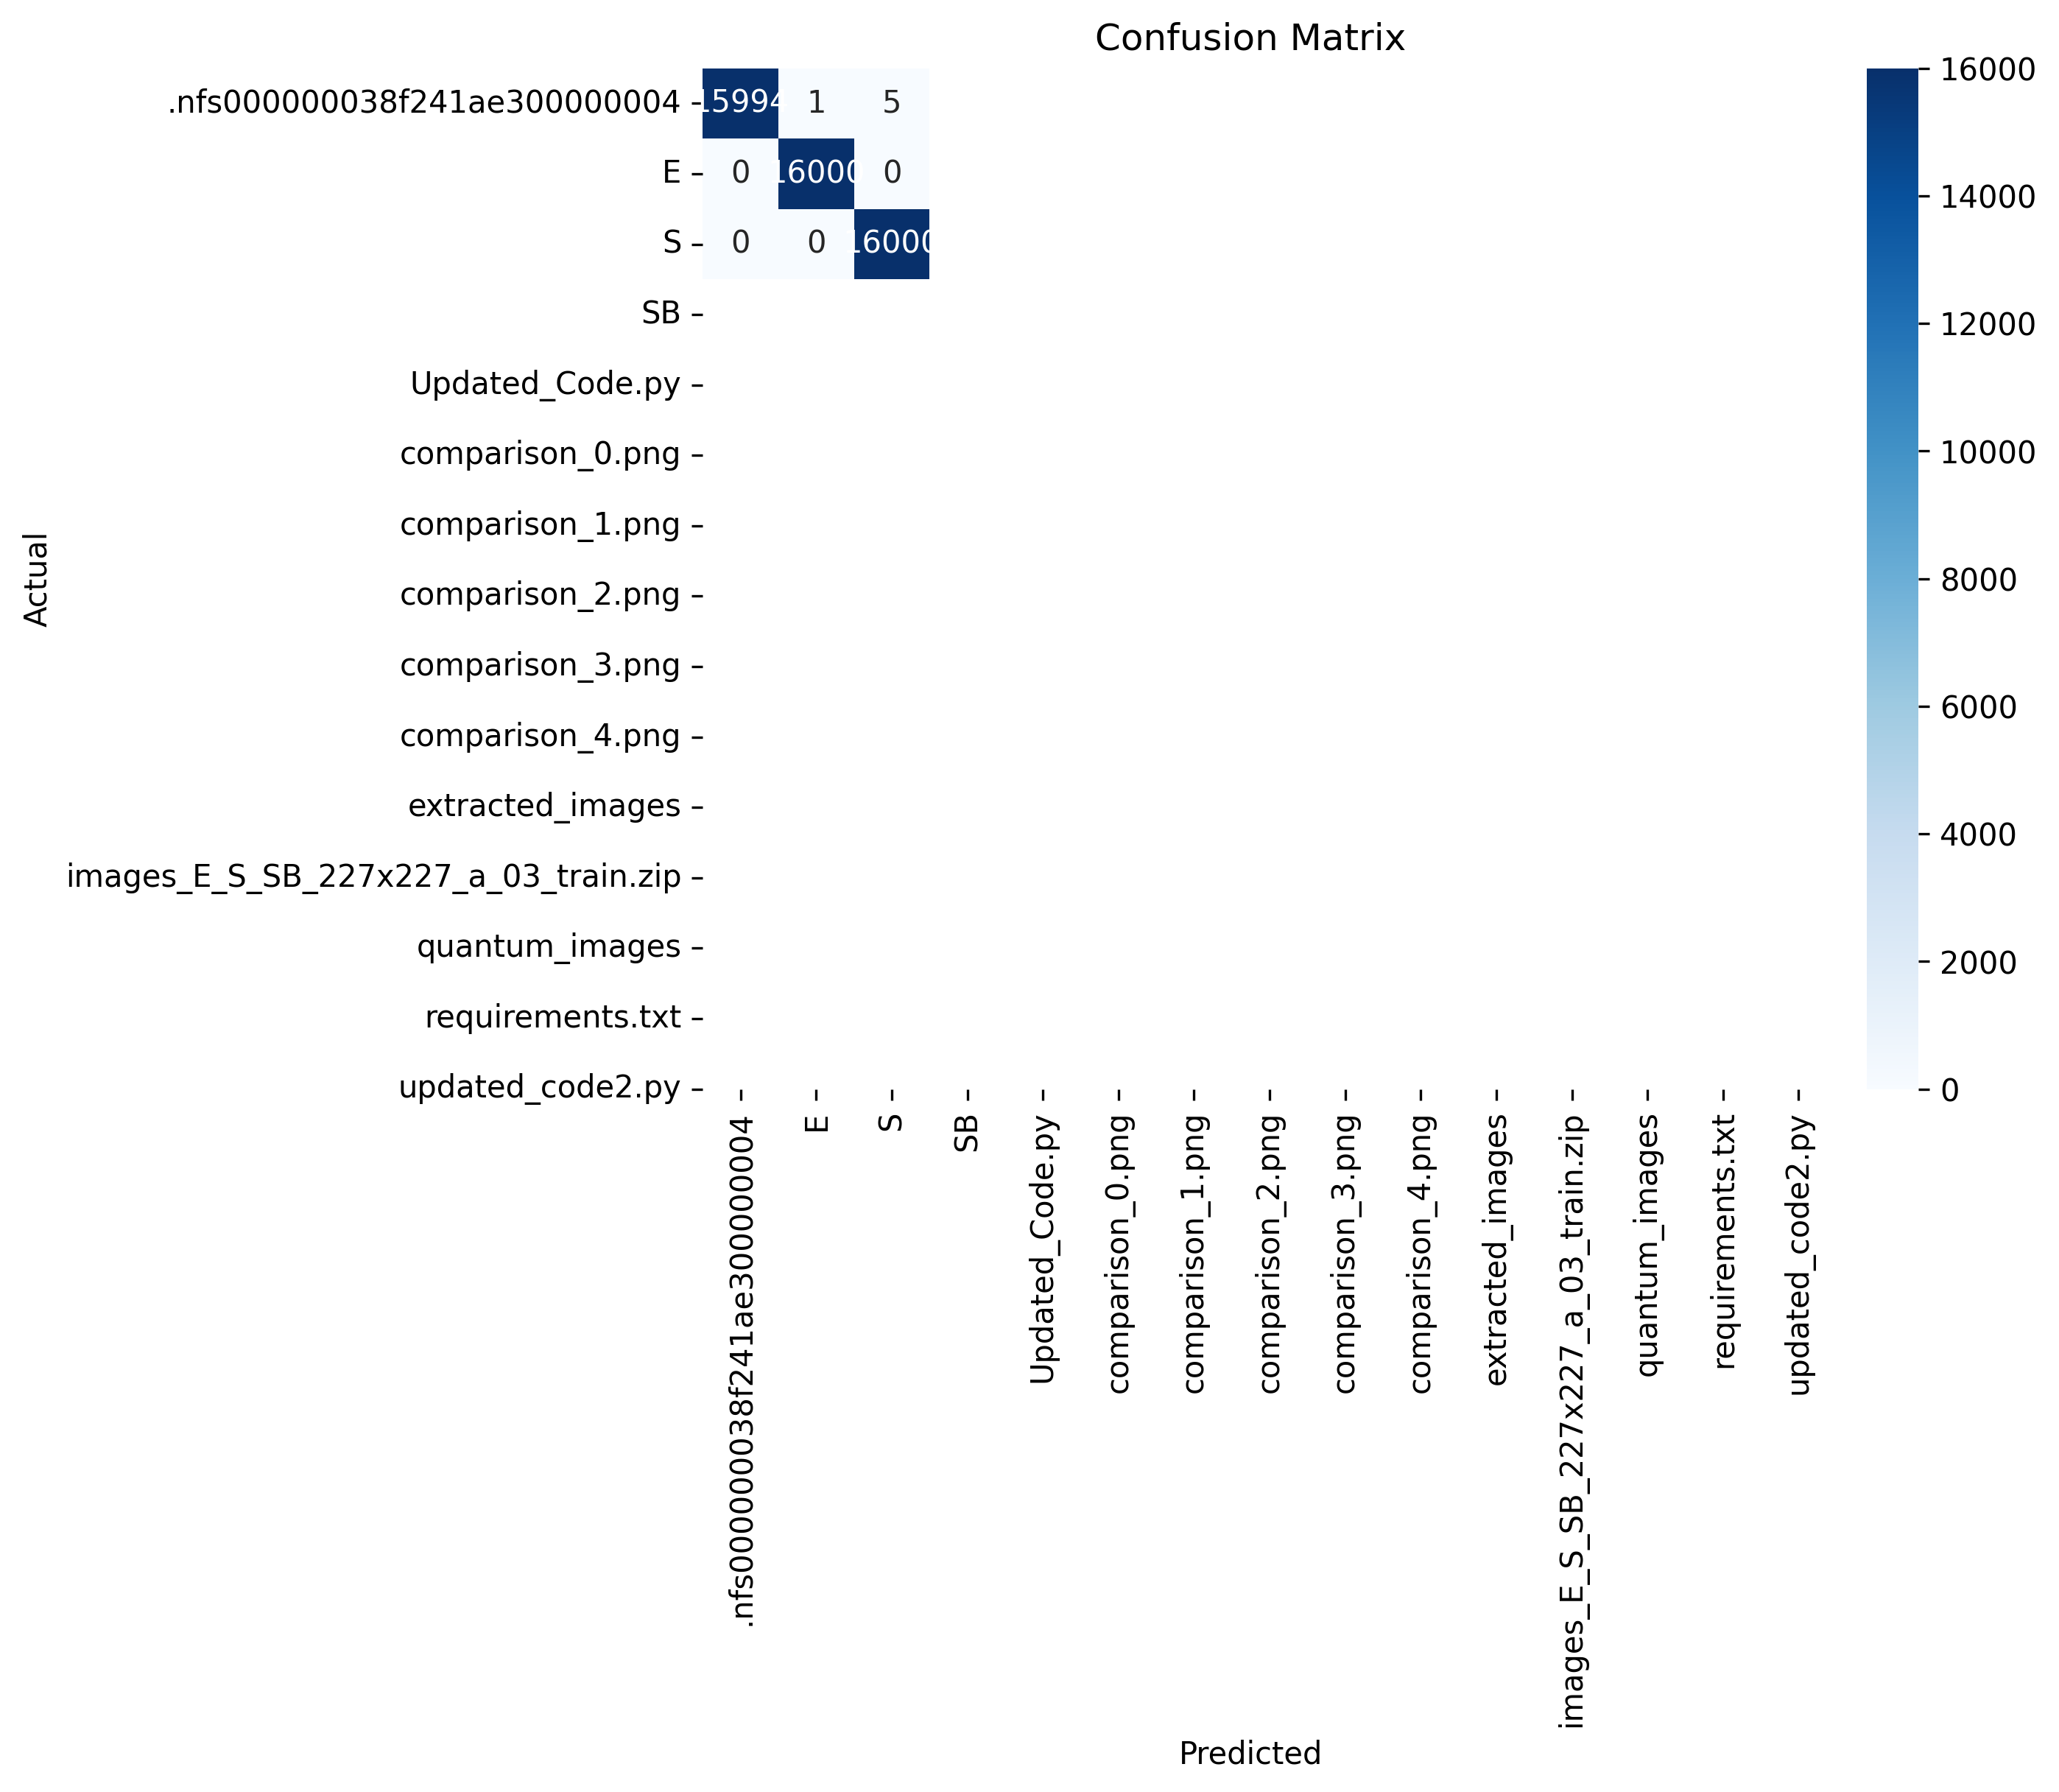 Confusion Matrix
.nfs000000038f241ae300000004
15994 1 5
E
0 16000 0
S
0 0 16000
SB
Updated_Code.py
comparison_0.png
comparison_1.png
comparison_2.png
comparison_3.png
comparison_4.png
extracted_images
images_E_S_SB_227x227_a_03_train.zip
quantum_images
requirements.txt
updated_code2.py
Actual
.nfs000000038f241ae300000004
E
S
SB
Updated_Code.py
comparison_0.png
comparison_1.png
comparison_2.png
comparison_3.png
comparison_4.png
extracted_images
images_E_S_SB_227x227_a_03_train.zip
quantum_images
requirements.txt
updated_code2.py
Predicted
16000
14000
12000
10000
8000
6000
4000
2000
0